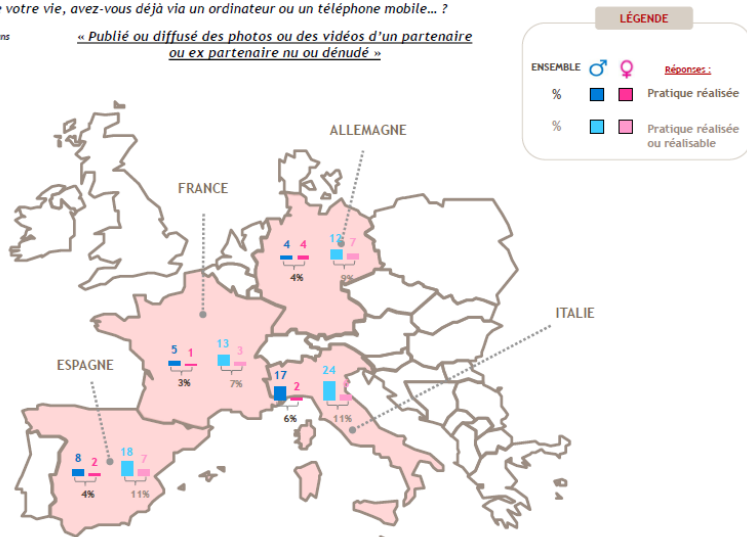 e votre vie, avez-vous déjà via un ordinateur ou un téléphone mobile… ?
« Publié ou diffusé des photos ou des vidéos d’un partenaire
ou ex partenaire nu ou dénudé »
LÉGENDE
ENSEMBLE
Réponses :
% Pratique réalisée
% Pratique réalisée
ou réalisable
ALLEMAGNE
4 4 7
4% 9%
FRANCE
5 1 13 3
3% 7%
ITALIE
17 2 24
6% 11%
ESPAGNE
8 2 18 7
4% 11%